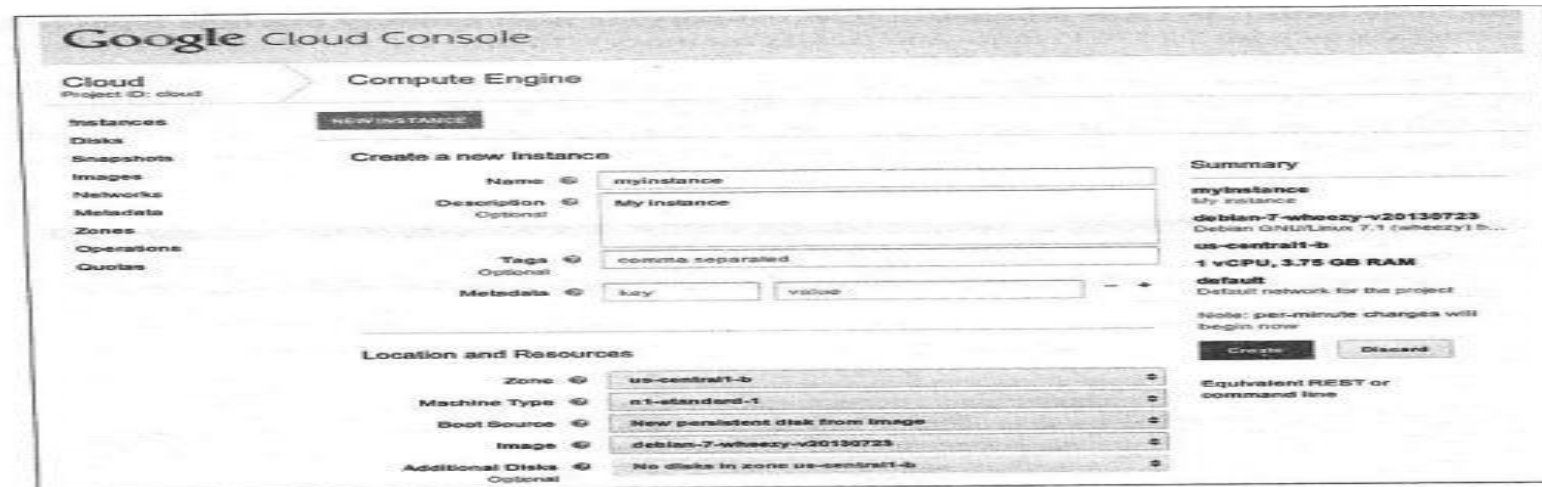 Google Cloud Console
Cloud
Project ID: cloud
Compute Engine
Instances
Disks
Snapshots
Images
Networks
Metadata
Zones
Operations
Quotas
NEW INSTANCE
Create a new Instance
Name
myinstance
Description
Optional
My instance
Tags
Optional
comma separated
Metadata
key
value
- +
Location and Resources
Zone
us-central1-b
Machine Type
n1-standard-1
Boot Source
New persistent disk from image
Image
debian-7-wheezy-v20130723
Additional Disks
Optional
No disks in zone us-central1-b
Summary
myinstance
My instance
debian-7-wheezy-v20130723
Debian GNU/Linux 7.1 (wheezy) b...
us-central1-b
1 vCPU, 3.75 GB RAM
default
Default network for the project
Note: per-minute charges will
begin now
Create
Discard
Equivalent REST or
command line